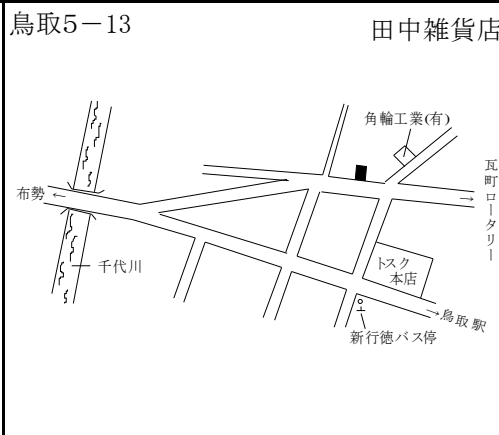 鳥取5－13
田中雑貨店
角輪工業(有)
瓦町ロータリー
→
布勢 ←
千代川
トスク
本店
→鳥取駅
新行徳バス停